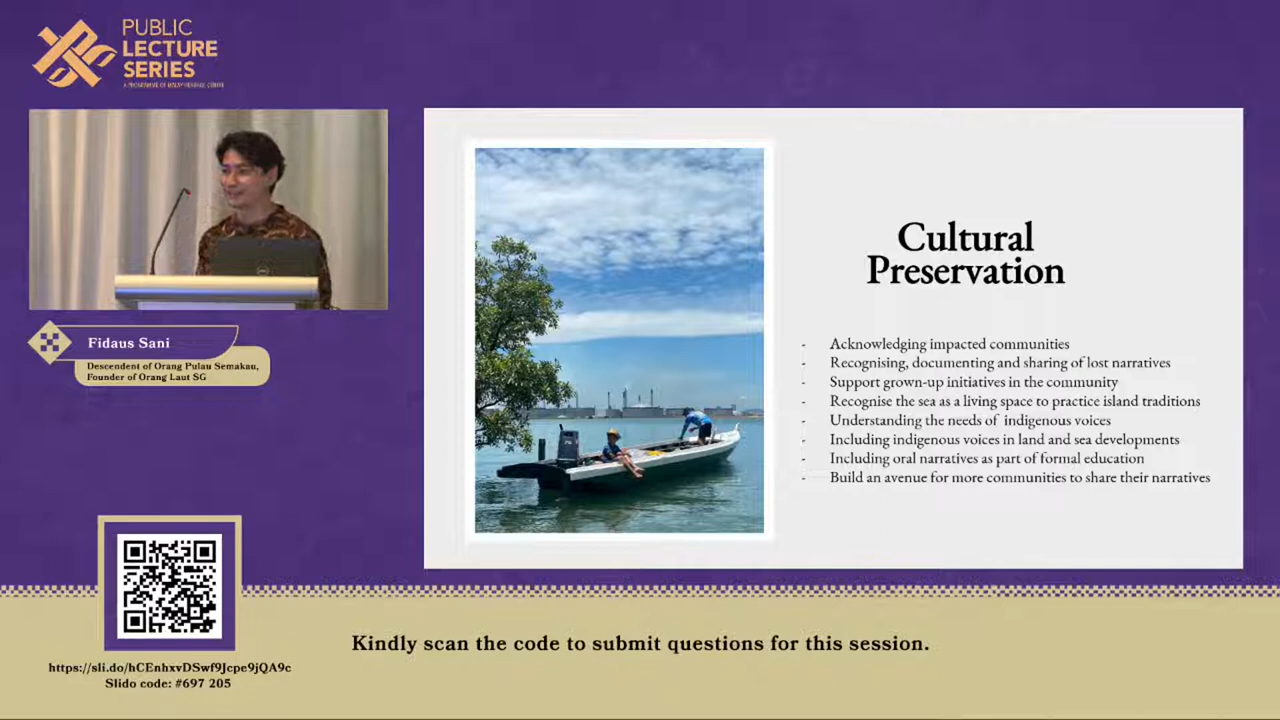 PUBLIC
LECTURE
SERIES
A PROGRAMME OF MALAY HERITAGE CENTRE
Fidaus Sani
Descendent of Orang Pulau Semakau,
Founder of Orang Laut SG
Cultural
Preservation
- Acknowledging impacted communities
- Recognising, documenting and sharing of lost narratives
- Support grown-up initiatives in the community
- Recognise the sea as a living space to practice island traditions
- Understanding the needs of indigenous voices
- Including indigenous voices in land and sea developments
- Including oral narratives as part of formal education
- Build an avenue for more communities to share their narratives
Kindly scan the code to submit questions for this session.
https://sli.do/hCEnhxvDSwf9Jcpe9jQA9c
Slido code: #697 205